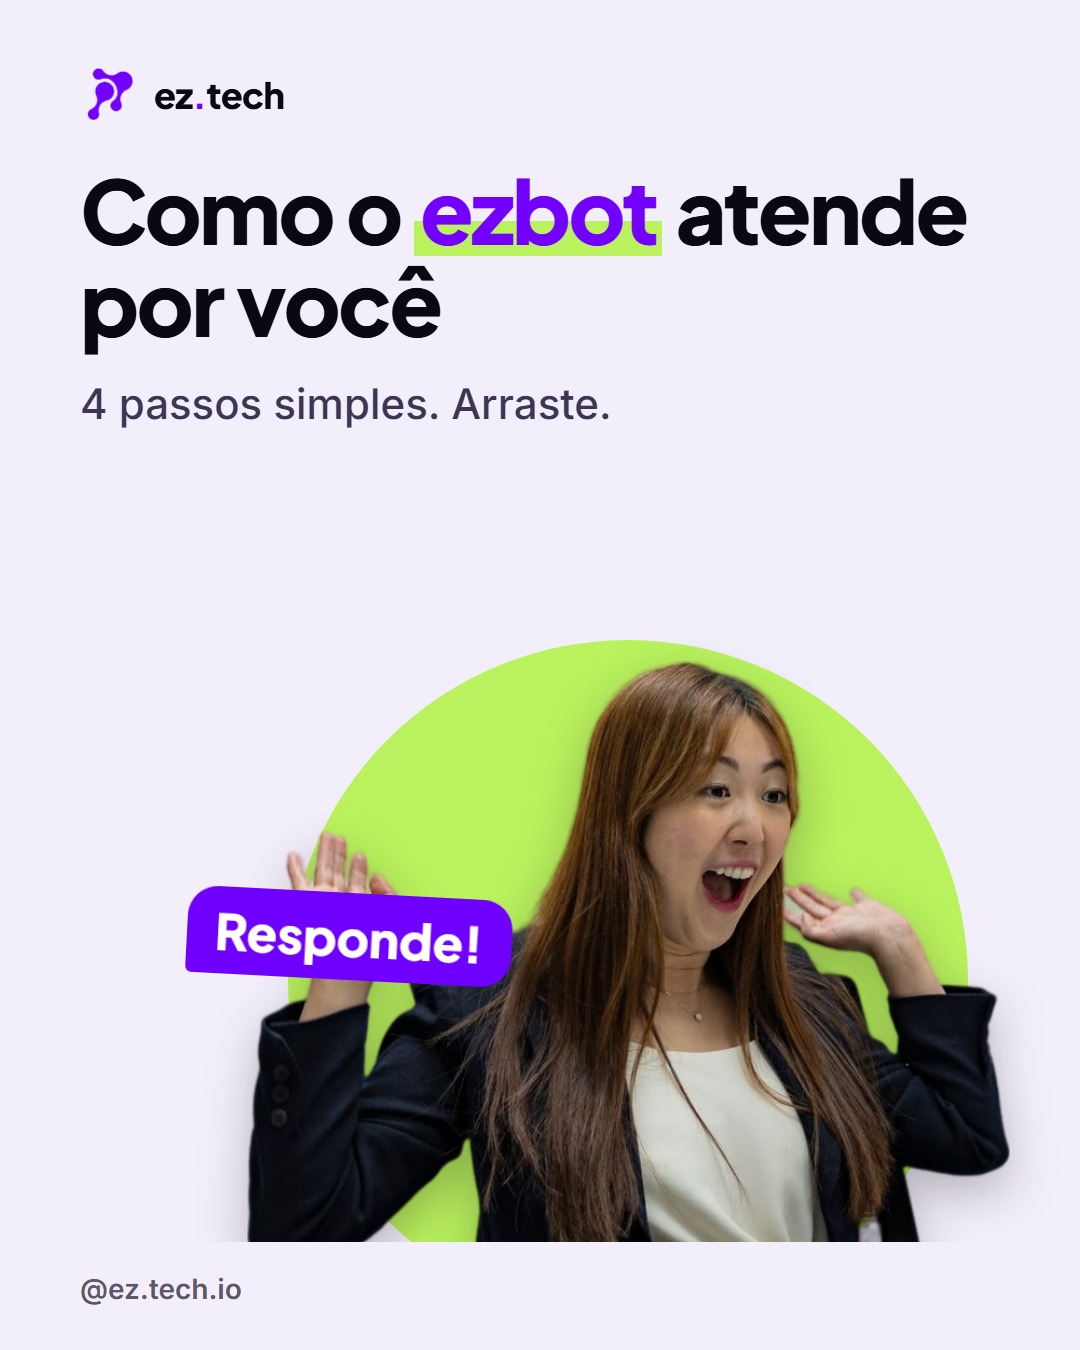 ez.tech
Como o ezbot atende
por você
4 passos simples. Arraste.
Responde!
@ez.tech.io